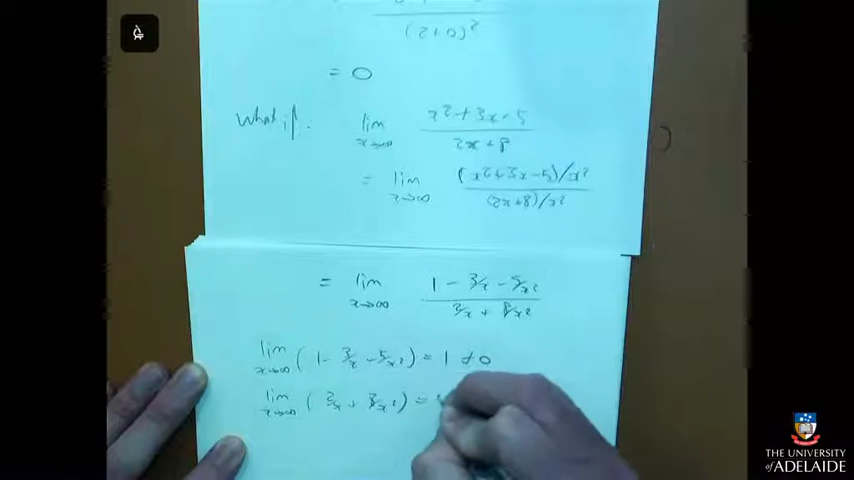 (2+0)²
= 0
What if: lim x→∞ (x² + 3x - 5)/(2x + 8)
= lim x→∞ ((x²+3x-5)/x²)/((2x+8)/x²)
= lim x→∞ (1 - 3/x - 5/x²)/(2/x + 8/x²)
lim x→∞ (1 - 3/x - 5/x²) = 1 ≠ 0
lim x→∞ (2/x + 8/x²) =
THE UNIVERSITY
of ADELAIDE